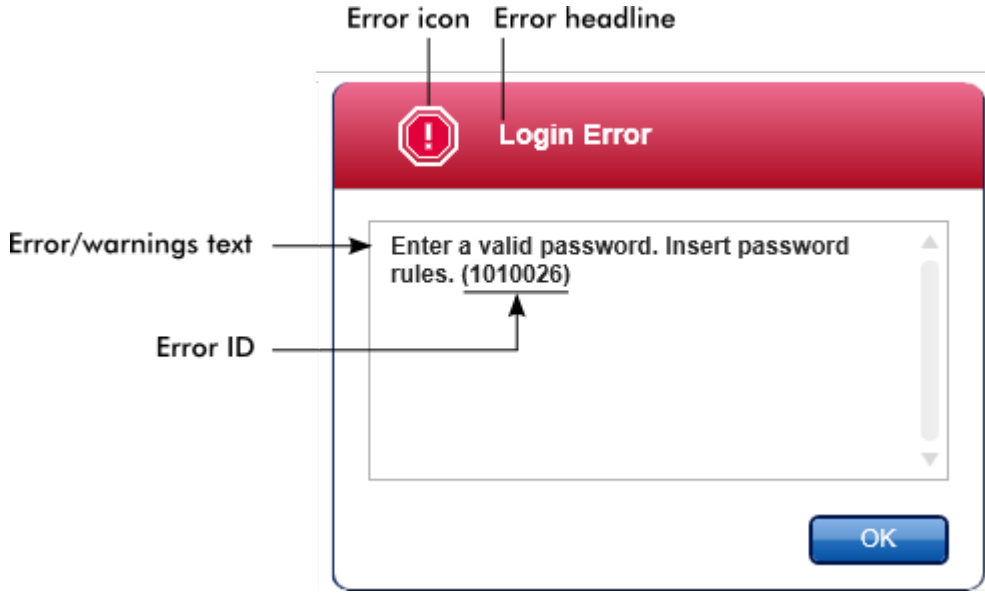 Error icon Error headline
Login Error
Error/warnings text
Enter a valid password. Insert password
rules. (1010026)
Error ID
OK